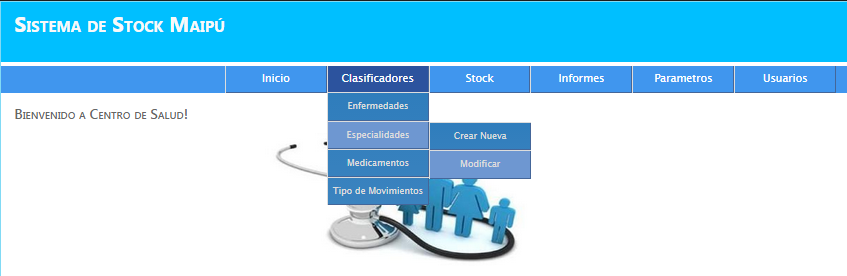 Sistema de Stock Maipú
Inicio Clasificadores Stock Informes Parametros Usuarios
Bienvenido a Centro de Salud!
Enfermedades
Especialidades Crear Nueva
Medicamentos Modificar
Tipo de Movimientos